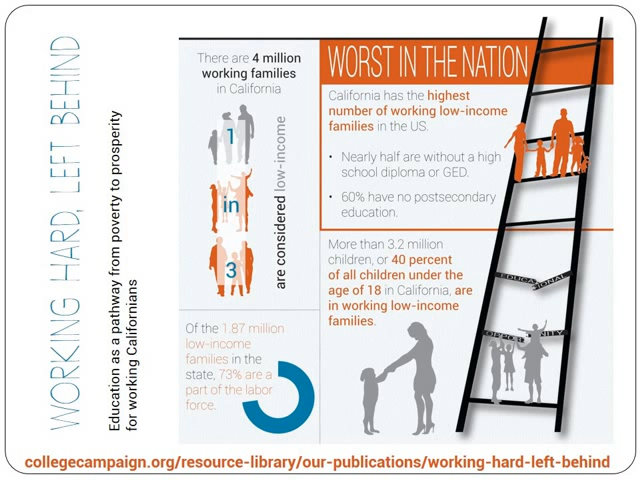 WORKING HARD, LEFT BEHIND
Education as a pathway from poverty to prosperity
for working Californians
There are 4 million
working families
in California
1
in
3
are considered low-income
Of the 1.87 million
low-income
families in the
state, 73% are a
part of the labor
force.
WORST IN THE NATION
California has the highest
number of working low-income
families in the US.
• Nearly half are without a high
school diploma or GED.
• 60% have no postsecondary
education.
More than 3.2 million
children, or 40 percent
of all children under the
age of 18 in California, are
in working low-income
families.
EDUCATIONAL
OPPORTUNITY
collegecampaign.org/resource-library/our-publications/working-hard-left-behind